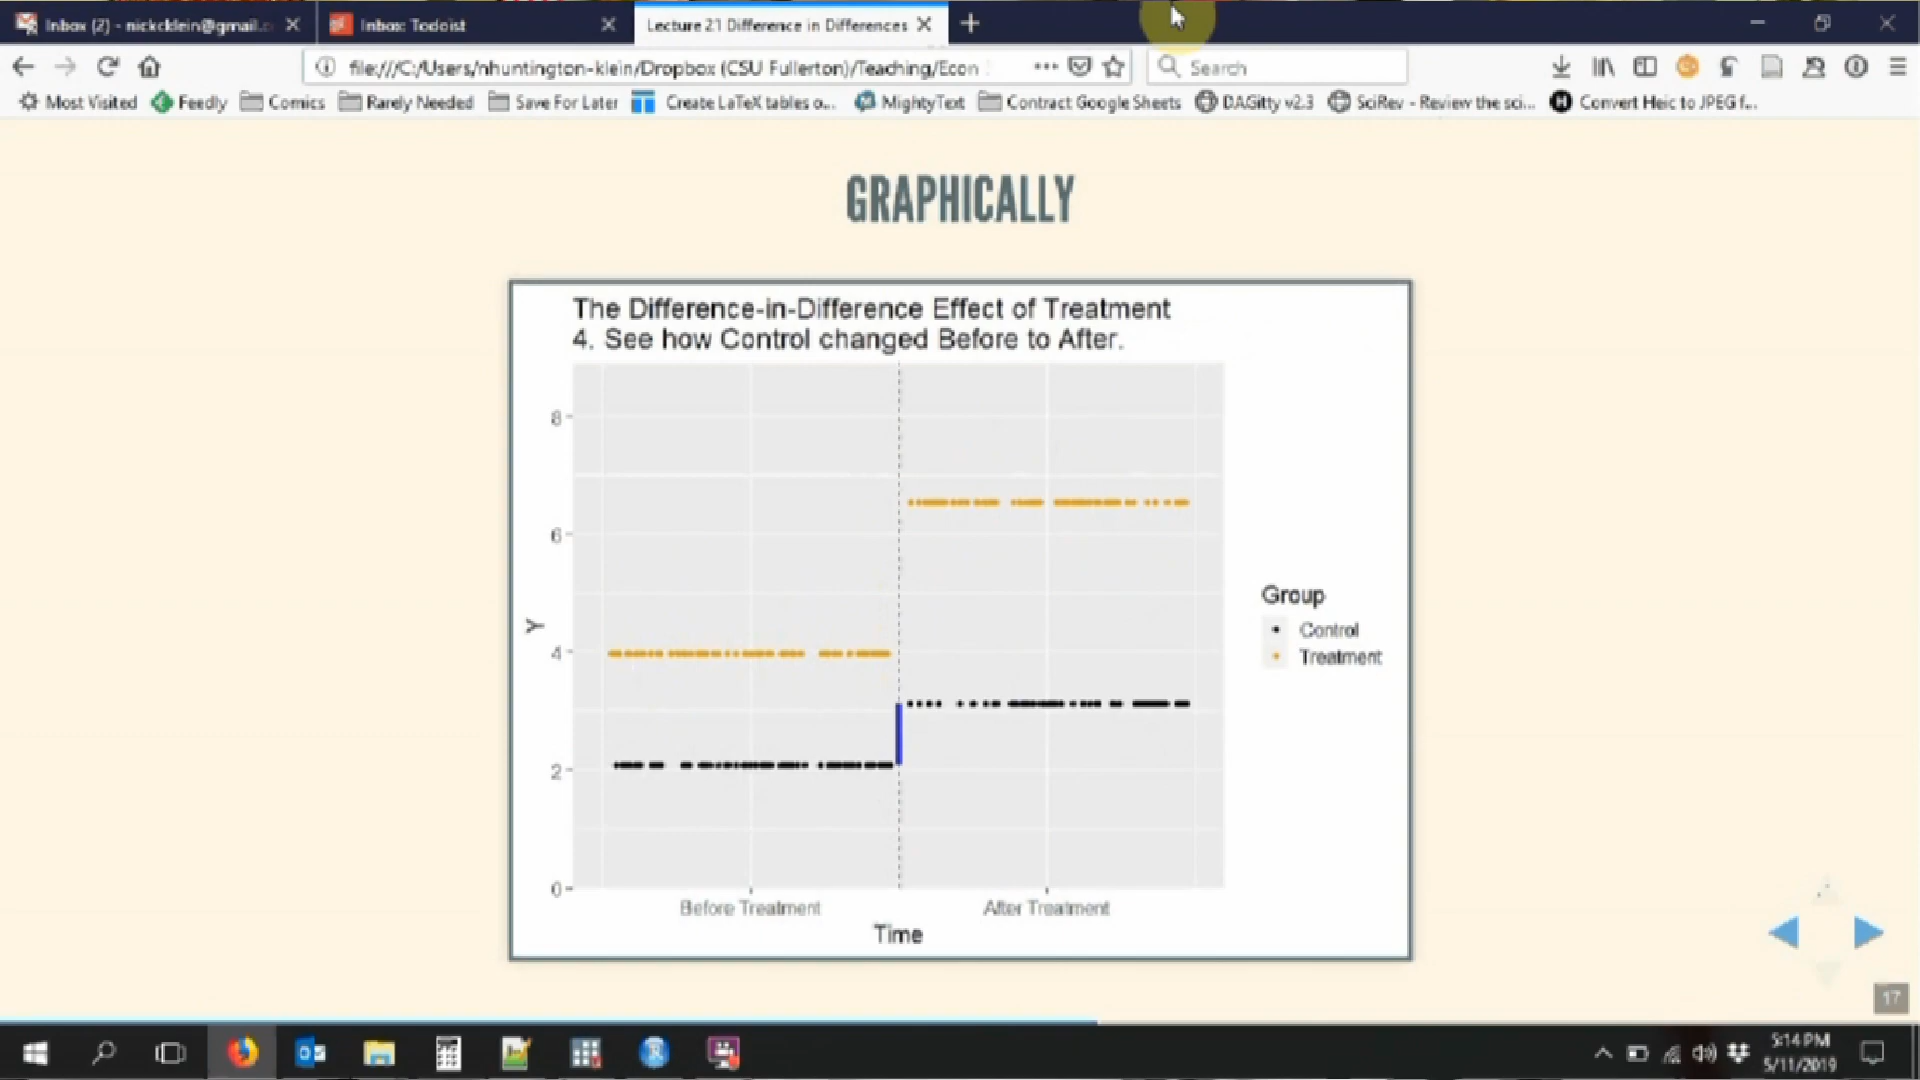 Inbox (2) - nickcklein@gmail.c
Inbox: Todoist
Lecture 21 Difference in Differences
file:///C:/Users/nhuntington-klein/Dropbox (CSU Fullerton)/Teaching/Econ
Search
Most Visited
Feedly
Comics
Rarely Needed
Save For Later
Create LaTeX tables o...
MightyText
Contract Google Sheets
DAGitty v2.3
SciRev - Review the sci...
Convert Heic to JPEG f...
GRAPHICALLY
The Difference-in-Difference Effect of Treatment
4. See how Control changed Before to After.
8
6
4
2
0
Y
Before Treatment
After Treatment
Time
Group
Control
Treatment
17
5:14 PM
5/11/2019